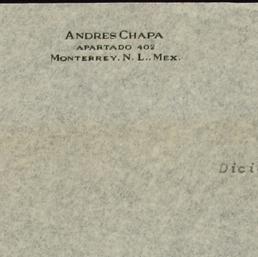 ANDRES CHAPA
APARTADO 402
MONTERREY, N. L., MEX.
Dici